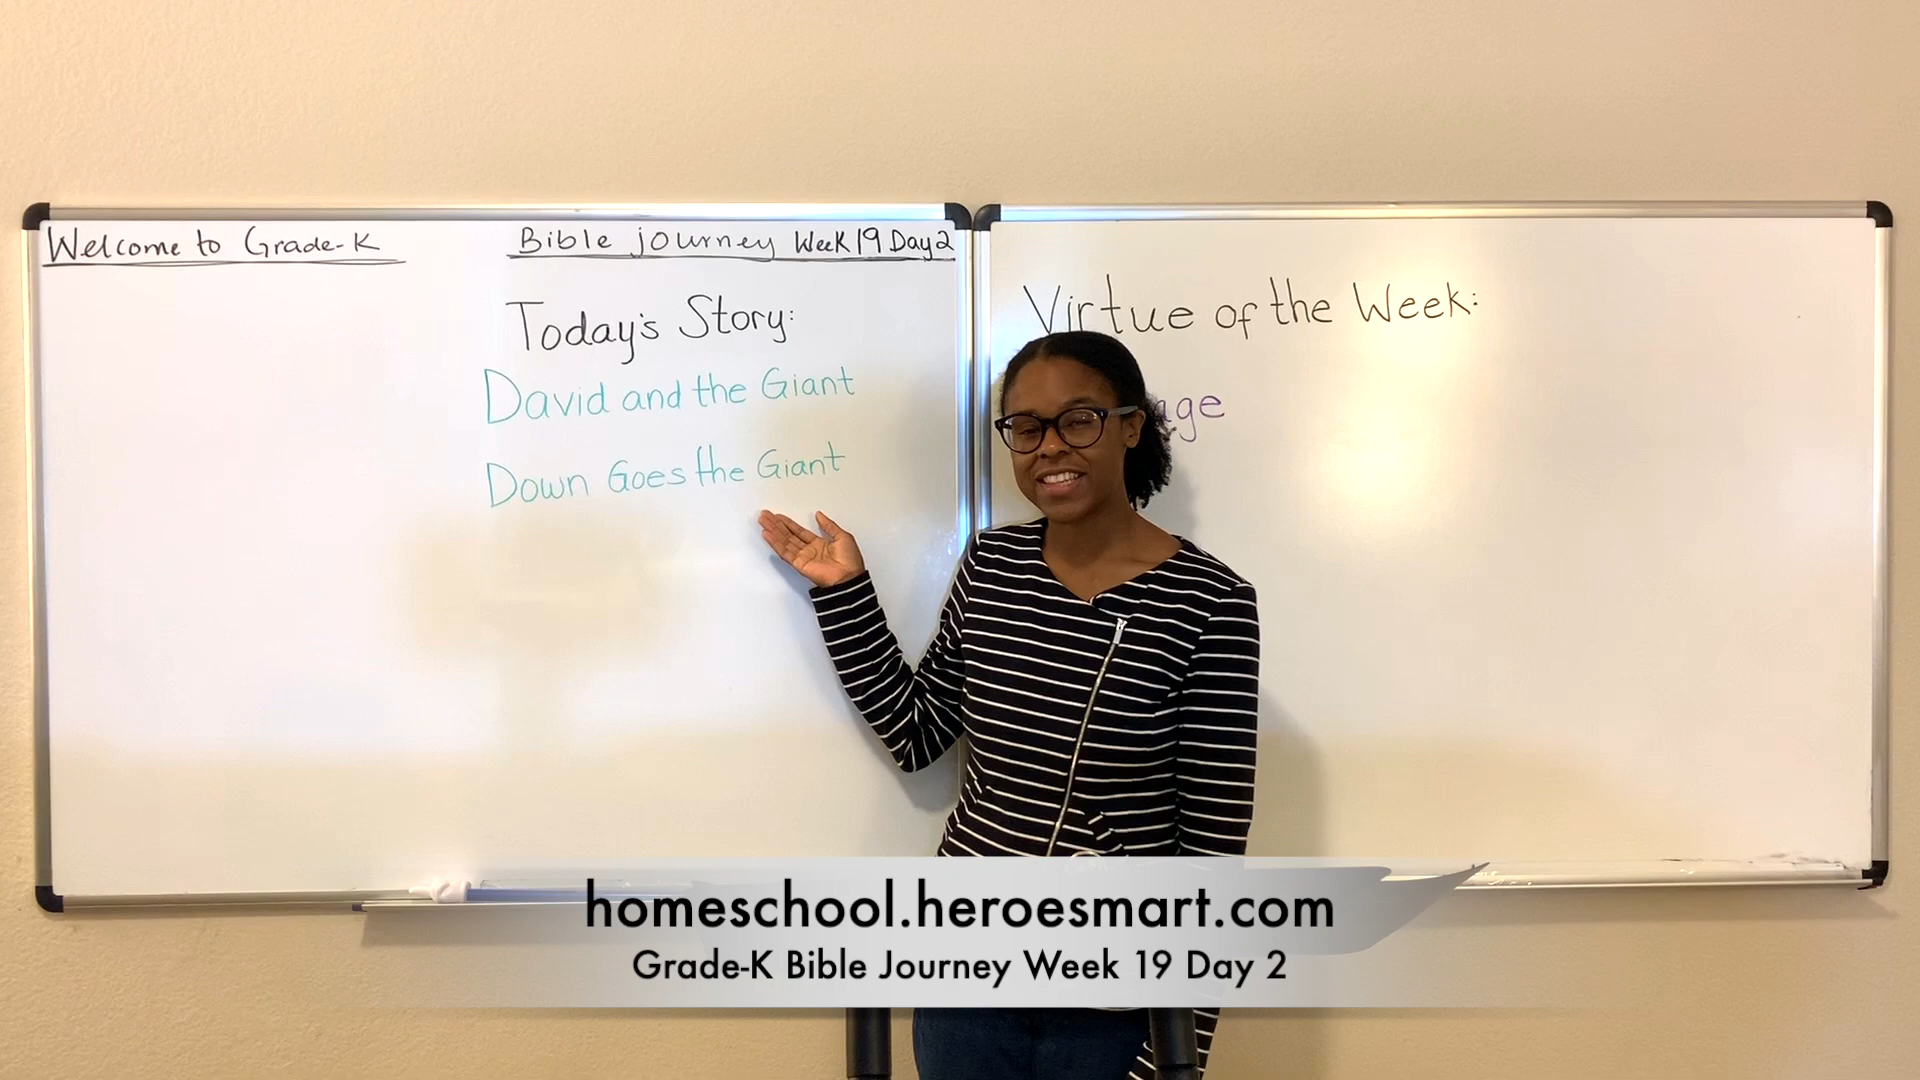 Welcome to Grade-K
Bible journey Week 19 Day 2
Today's Story:
David and the Giant
Down Goes the Giant
Virtue of the Week:
homeschool.heroesmart.com
Grade-K Bible Journey Week 19 Day 2